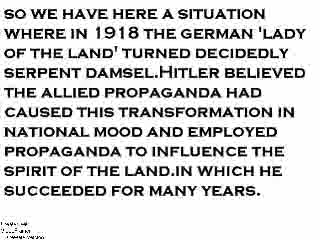 SO WE HAVE HERE A SITUATION
WHERE IN 1918 THE GERMAN 'LADY
OF THE LAND' TURNED DECIDEDLY
SERPENT DAMSEL.HITLER BELIEVED
THE ALLIED PROPAGANDA HAD
CAUSED THIS TRANSFORMATION IN
NATIONAL MOOD AND EMPLOYED
PROPAGANDA TO INFLUENCE THE
SPIRIT OF THE LAND.IN WHICH HE
SUCCEEDED FOR MANY YEARS.